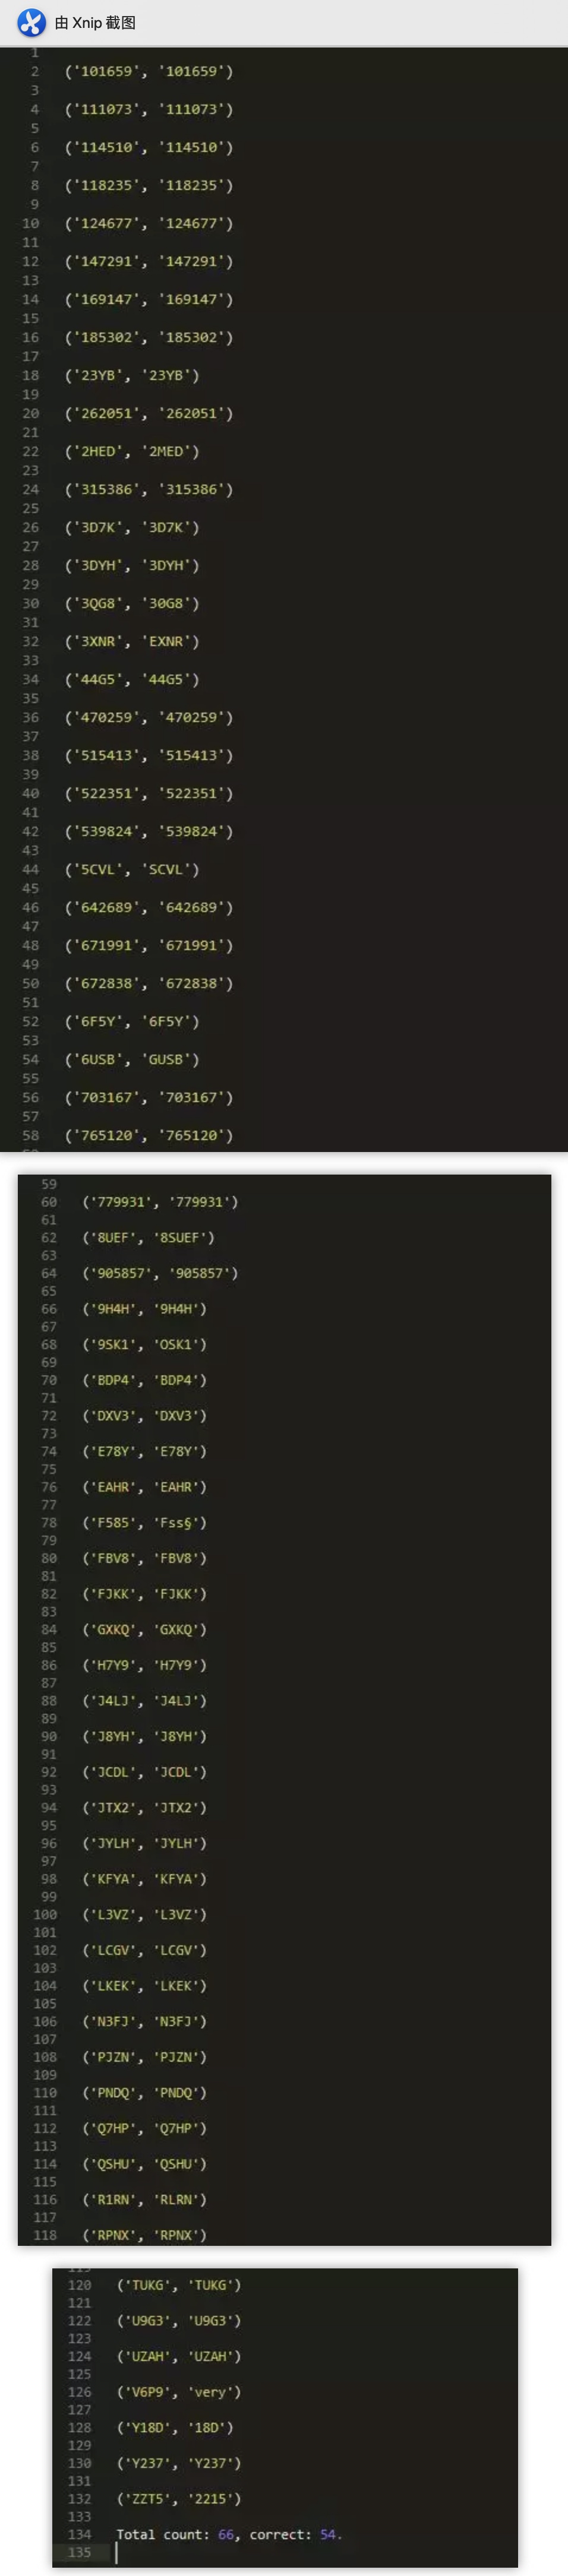 由 Xnip 截图
1
2 ('101659', '101659')
3
4 ('111073', '111073')
5
6 ('114510', '114510')
7
8 ('118235', '118235')
9
10 ('124677', '124677')
11
12 ('147291', '147291')
13
14 ('169147', '169147')
15
16 ('185302', '185302')
17
18 ('23YB', '23YB')
19
20 ('262051', '262051')
21
22 ('2HED', '2MED')
23
24 ('315386', '315386')
25
26 ('3D7K', '3D7K')
27
28 ('3DYH', '3DYH')
29
30 ('3QG8', '30G8')
31
32 ('3XNR', 'EXNR')
33
34 ('44G5', '44G5')
35
36 ('470259', '470259')
37
38 ('515413', '515413')
39
40 ('522351', '522351')
41
42 ('539824', '539824')
43
44 ('5CVL', 'SCVL')
45
46 ('642689', '642689')
47
48 ('671991', '671991')
49
50 ('672838', '672838')
51
52 ('6F5Y', '6F5Y')
53
54 ('6USB', 'GUSB')
55
56 ('703167', '703167')
57
58 ('765120', '765120')
59
60 ('779931', '779931')
61
62 ('8UEF', '8SUEF')
63
64 ('905857', '905857')
65
66 ('9H4H', '9H4H')
67
68 ('9SK1', 'OSK1')
69
70 ('BDP4', 'BDP4')
71
72 ('DXV3', 'DXV3')
73
74 ('E78Y', 'E78Y')
75
76 ('EAHR', 'EAHR')
77
78 ('F585', 'Fss§')
79
80 ('FBV8', 'FBV8')
81
82 ('FJKK', 'FJKK')
83
84 ('GXKQ', 'GXKQ')
85
86 ('H7Y9', 'H7Y9')
87
88 ('J4LJ', 'J4LJ')
89
90 ('J8YH', 'J8YH')
91
92 ('JCDL', 'JCDL')
93
94 ('JTX2', 'JTX2')
95
96 ('JYLH', 'JYLH')
97
98 ('KFYA', 'KFYA')
99
100 ('L3VZ', 'L3VZ')
101
102 ('LCGV', 'LCGV')
103
104 ('LKEK', 'LKEK')
105
106 ('N3FJ', 'N3FJ')
107
108 ('PJZN', 'PJZN')
109
110 ('PNDQ', 'PNDQ')
111
112 ('Q7HP', 'Q7HP')
113
114 ('QSHU', 'QSHU')
115
116 ('R1RN', 'RLRN')
117
118 ('RPNX', 'RPNX')
119
120 ('TUKG', 'TUKG')
121
122 ('U9G3', 'U9G3')
123
124 ('UZAH', 'UZAH')
125
126 ('V6P9', 'very')
127
128 ('Y18D', '18D')
129
130 ('Y237', 'Y237')
131
132 ('ZZT5', '2215')
133
134 Total count: 66, correct: 54.
135